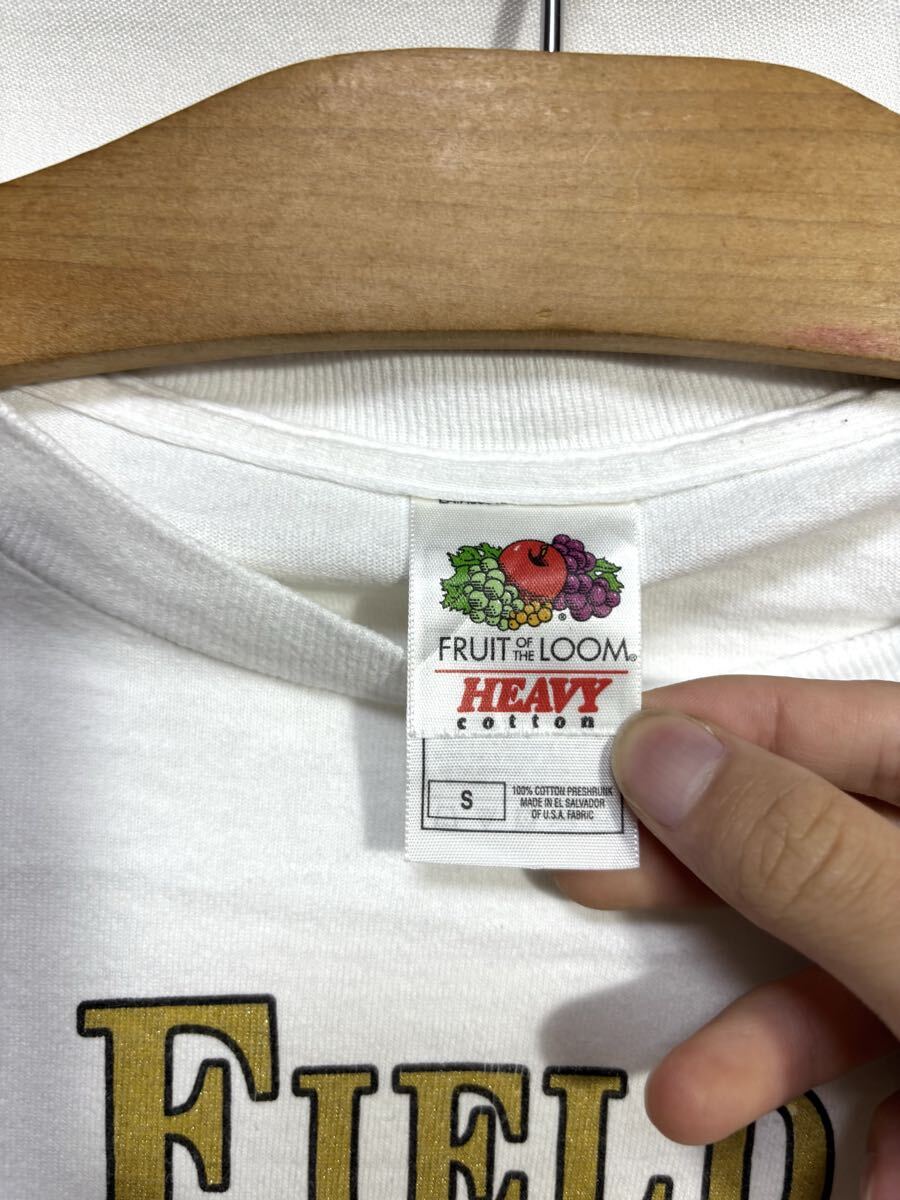 FRUIT OF THE LOOM®
HEAVY
cotton
S
100% COTTON PRESHRUNK
MADE IN EL SALVADOR
OF U.S.A. FABRIC
FIELD